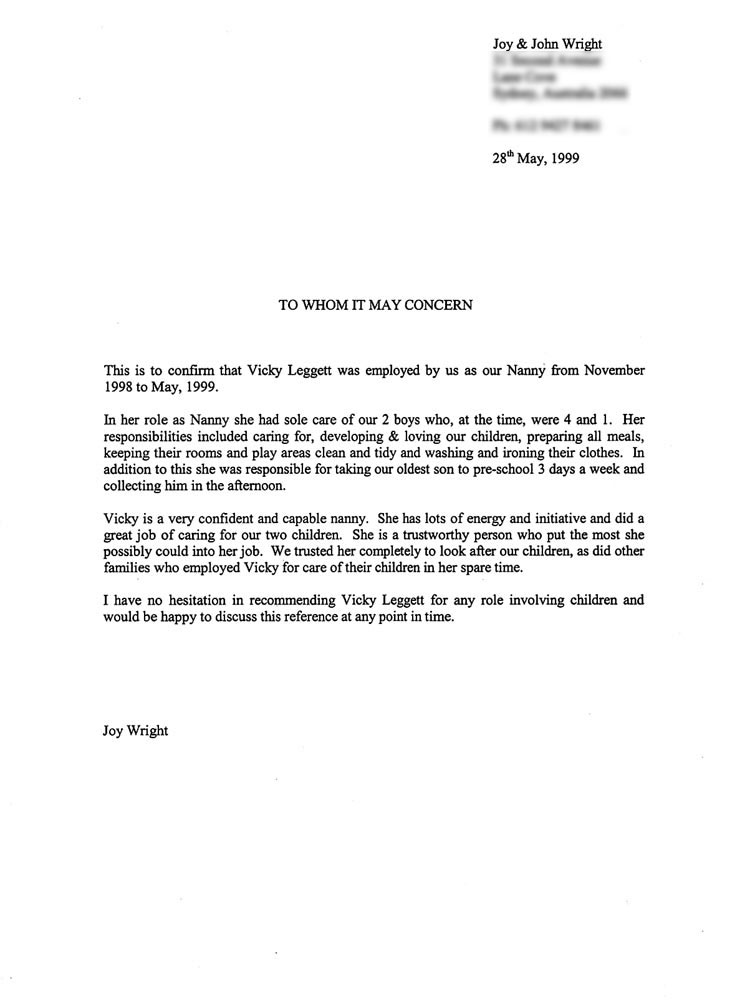 Joy & John Wright
28th May, 1999
TO WHOM IT MAY CONCERN
This is to confirm that Vicky Leggett was employed by us as our Nanny from November
1998 to May, 1999.
In her role as Nanny she had sole care of our 2 boys who, at the time, were 4 and 1. Her
responsibilities included caring for, developing & loving our children, preparing all meals,
keeping their rooms and play areas clean and tidy and washing and ironing their clothes. In
addition to this she was responsible for taking our oldest son to pre-school 3 days a week and
collecting him in the afternoon.
Vicky is a very confident and capable nanny. She has lots of energy and initiative and did a
great job of caring for our two children. She is a trustworthy person who put the most she
possibly could into her job. We trusted her completely to look after our children, as did other
families who employed Vicky for care of their children in her spare time.
I have no hesitation in recommending Vicky Leggett for any role involving children and
would be happy to discuss this reference at any point in time.
Joy Wright